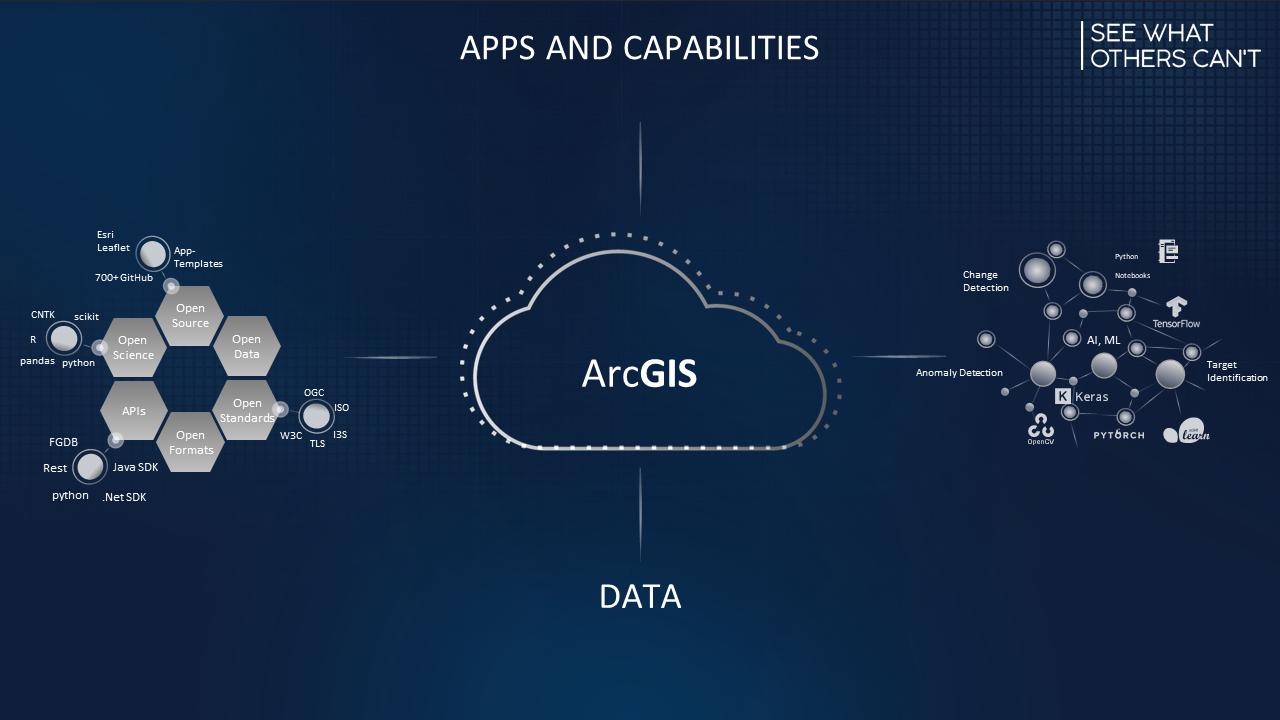 APPS AND CAPABILITIES
SEE WHAT
OTHERS CAN'T
Esri
Leaflet
App-
Templates
700+GitHub
CNTK
scikit
R
pandas
python
Open
Source
Open
Science
Open
Data
APIs
Open
Standards
Open
Formats
OGC
ISO
W3C
I3S
TLS
FGDB
Rest
Java SDK
python
.Net SDK
ArcGIS
Python
Notebooks
Change
Detection
TensorFlow
AI, ML
Anomaly Detection
Target
Identification
K Keras
OpenCV
PYTORCH
learn
DATA